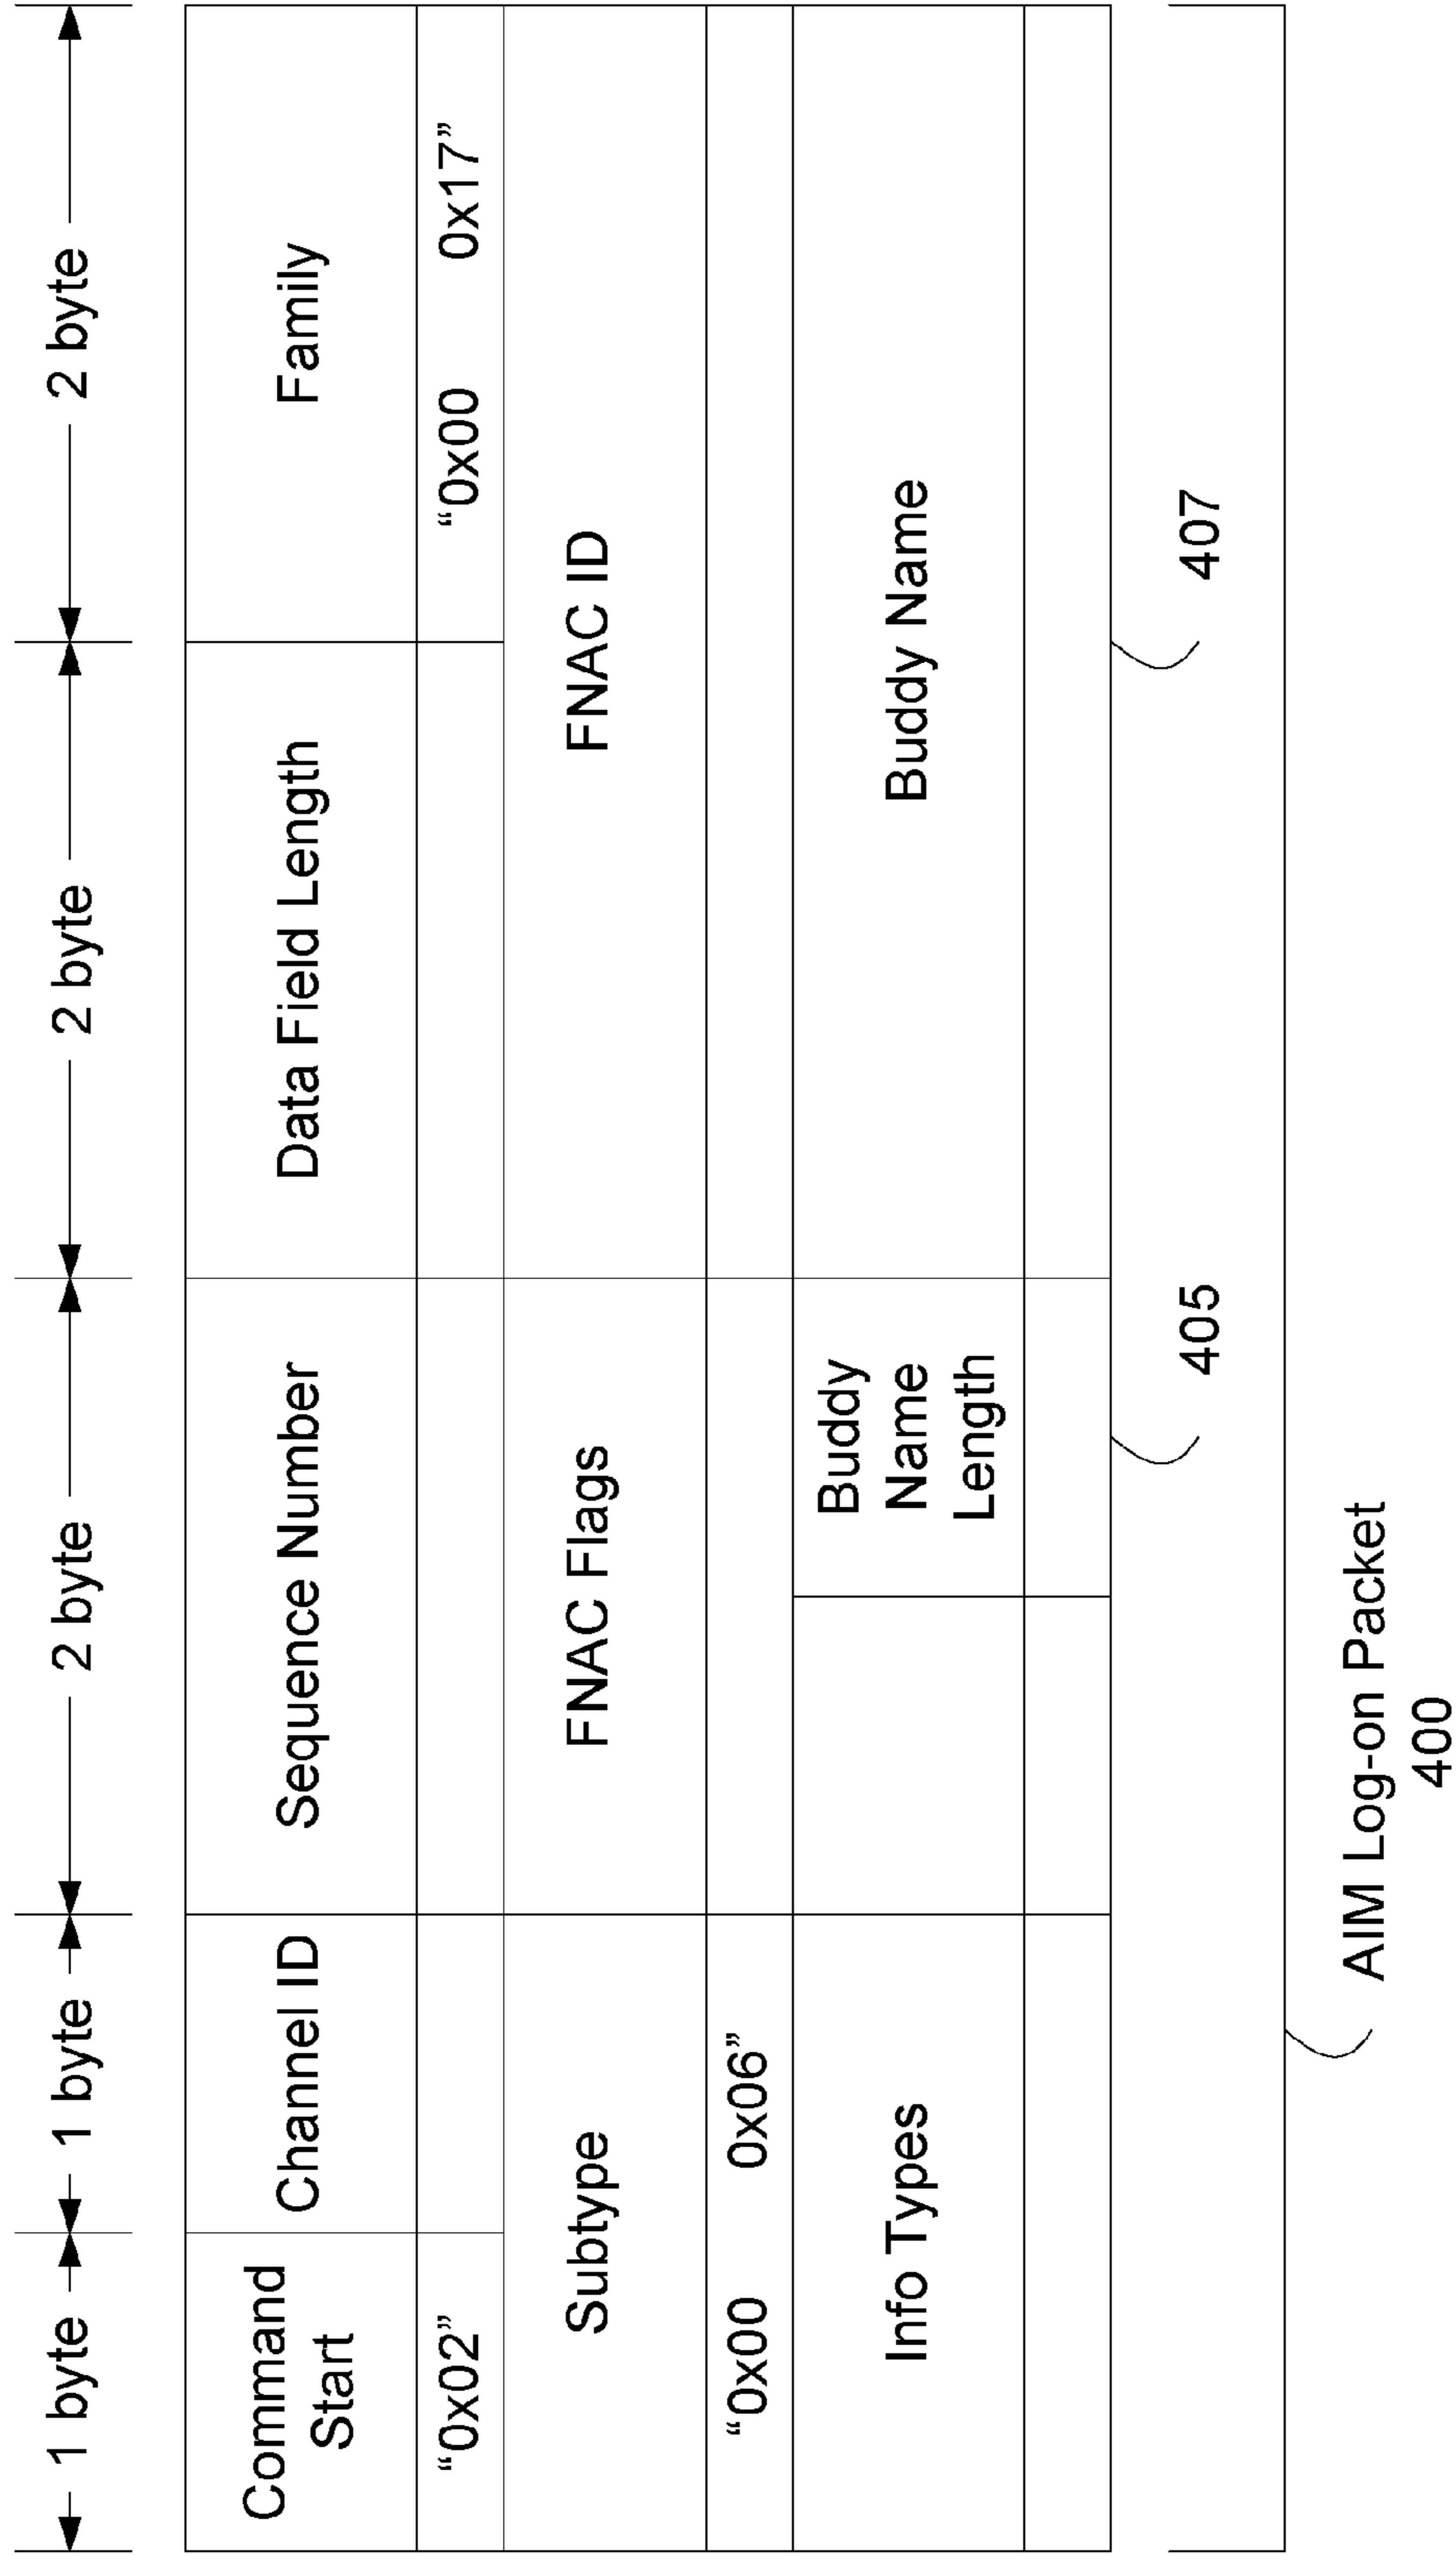 1 byte 1 byte 2 byte 2 byte 2 byte
Command
Start
Channel ID
Sequence Number
Data Field Length
Family
“0x02”
“0x00 0x17”
Subtype
FNAC Flags
FNAC ID
“0x00 0x06”
Info Types
Buddy
Name
Length
Buddy Name
405
407
AIM Log-on Packet
400